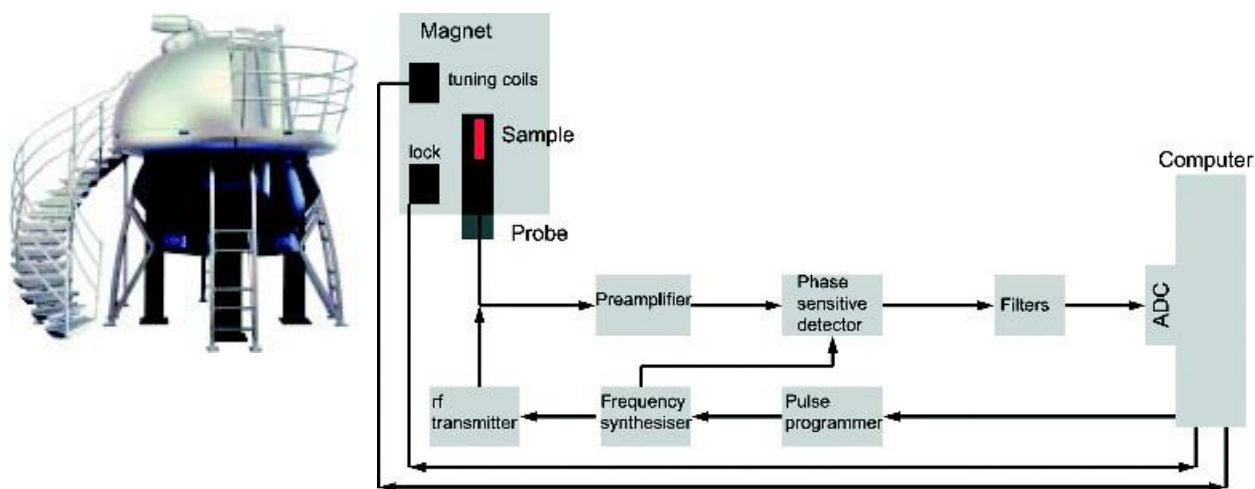 Magnet
tuning coils
Sample
lock
Probe
Computer
Preamplifier
Phase
sensitive
detector
Filters
ADC
rf
transmitter
Frequency
synthesiser
Pulse
programmer